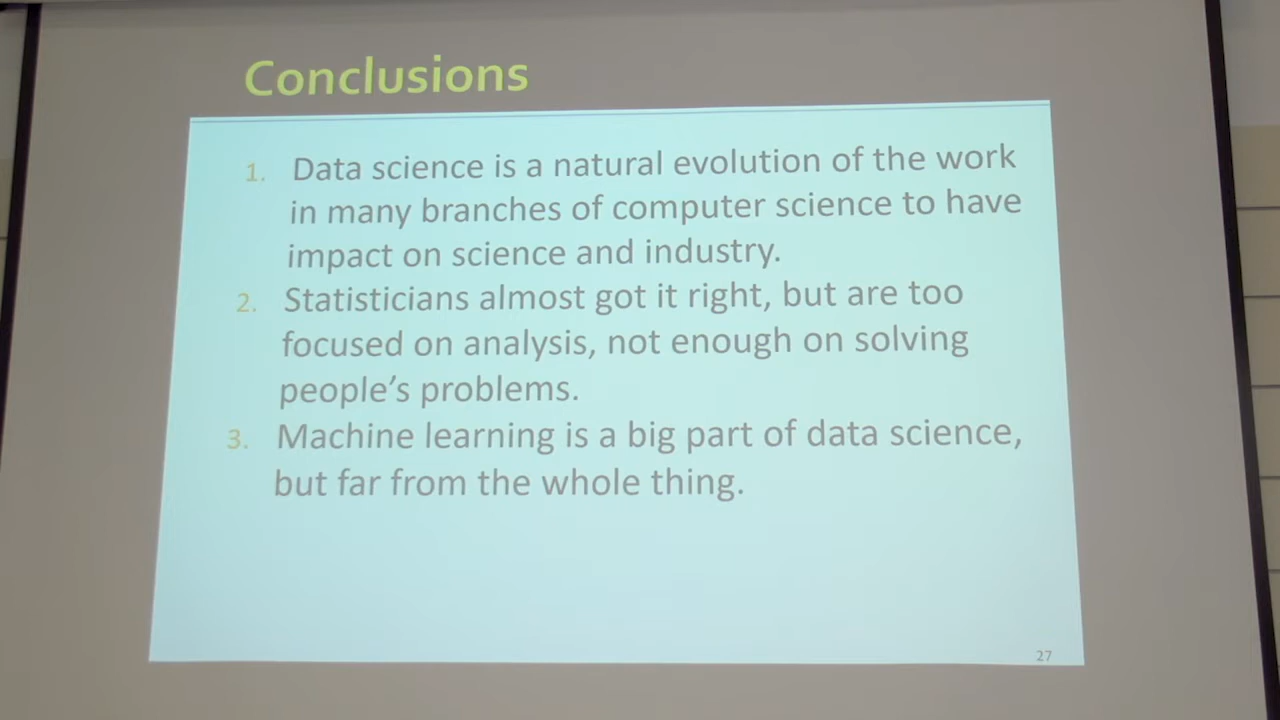 Conclusions
1. Data science is a natural evolution of the work
in many branches of computer science to have
impact on science and industry.
2. Statisticians almost got it right, but are too
focused on analysis, not enough on solving
people’s problems.
3. Machine learning is a big part of data science,
but far from the whole thing.
27